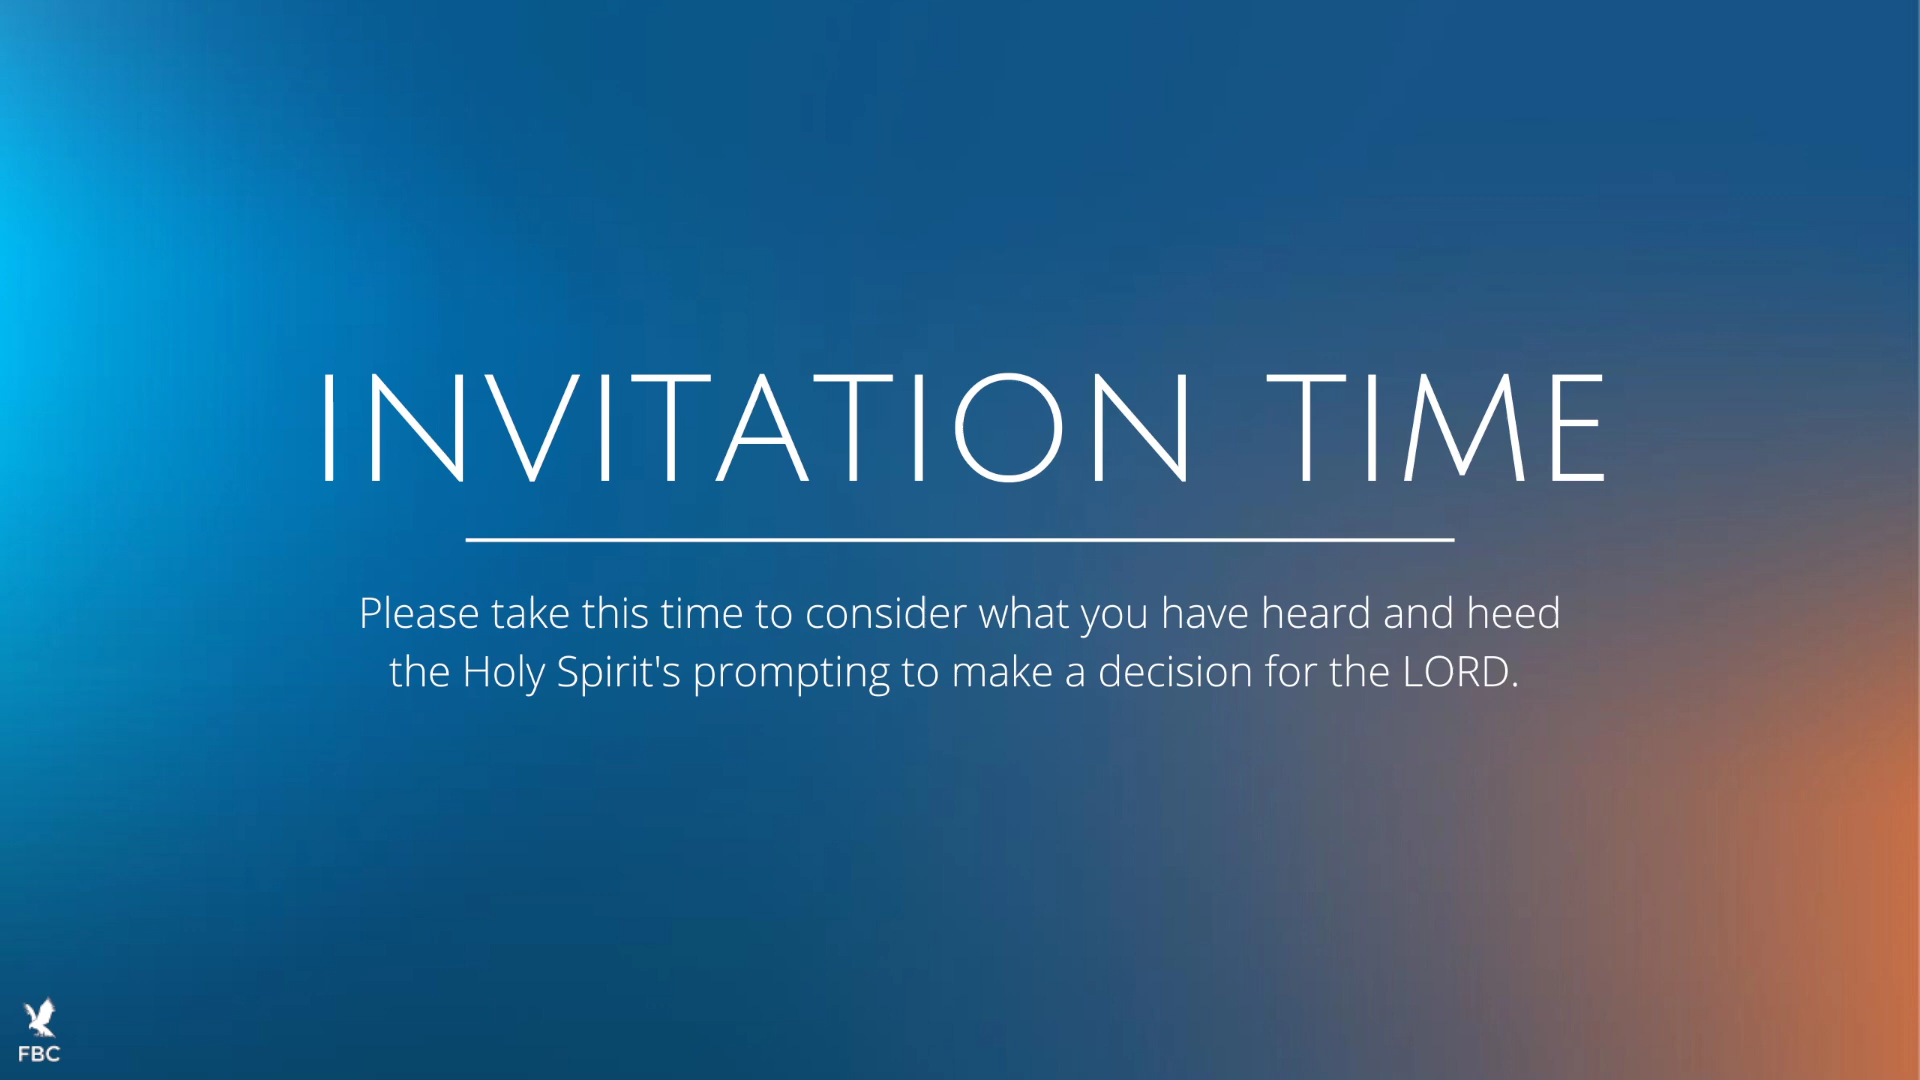 INVITATION TIME
Please take this time to consider what you have heard and heed
the Holy Spirit's prompting to make a decision for the LORD.
FBC